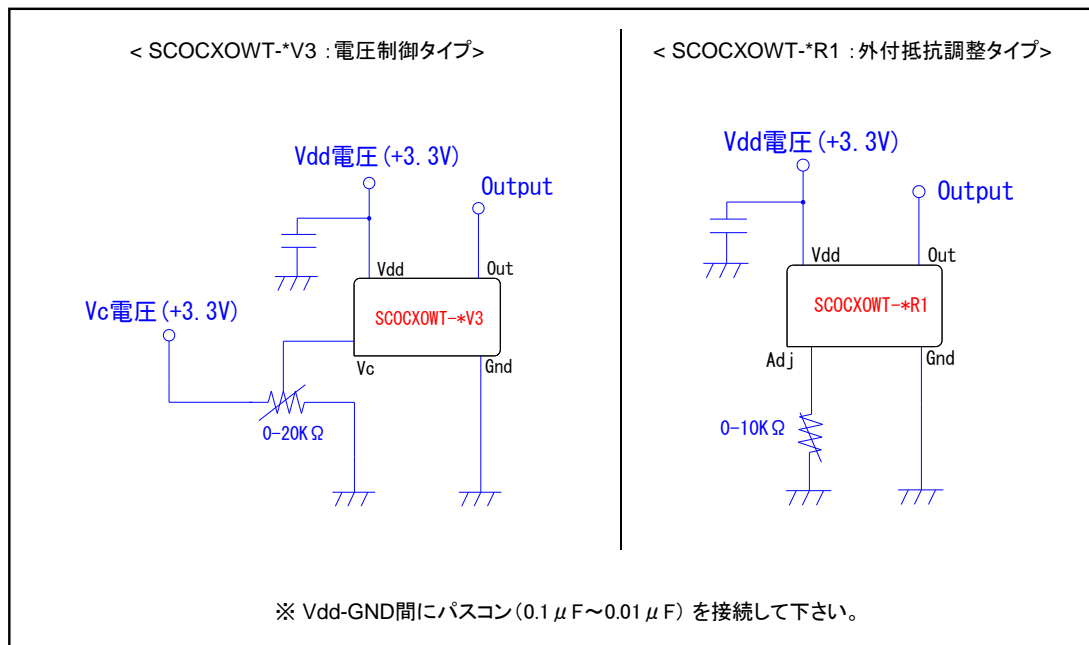 < SCOCXOWT-*V3 :電圧制御タイプ>
Vdd電圧(+3.3V)
Output
Vdd
Out
SCOCXOWT-*V3
Vc電圧(+3.3V)
Vc
Gnd
0-20KΩ
< SCOCXOWT-*R1 :外付抵抗調整タイプ>
Vdd電圧(+3.3V)
Output
Vdd
Out
SCOCXOWT-*R1
Adj
Gnd
0-10KΩ
※ Vdd-GND間にパスコン(0.1μF~0.01μF) を接続して下さい。